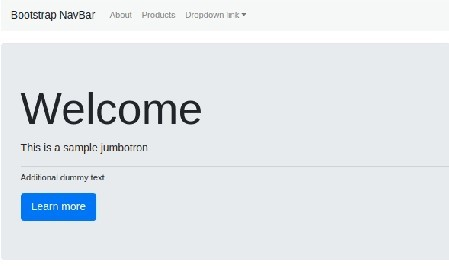 Bootstrap NavBar About Products Dropdown link
Welcome
This is a sample jumbotron
Additional dummy text
Learn more